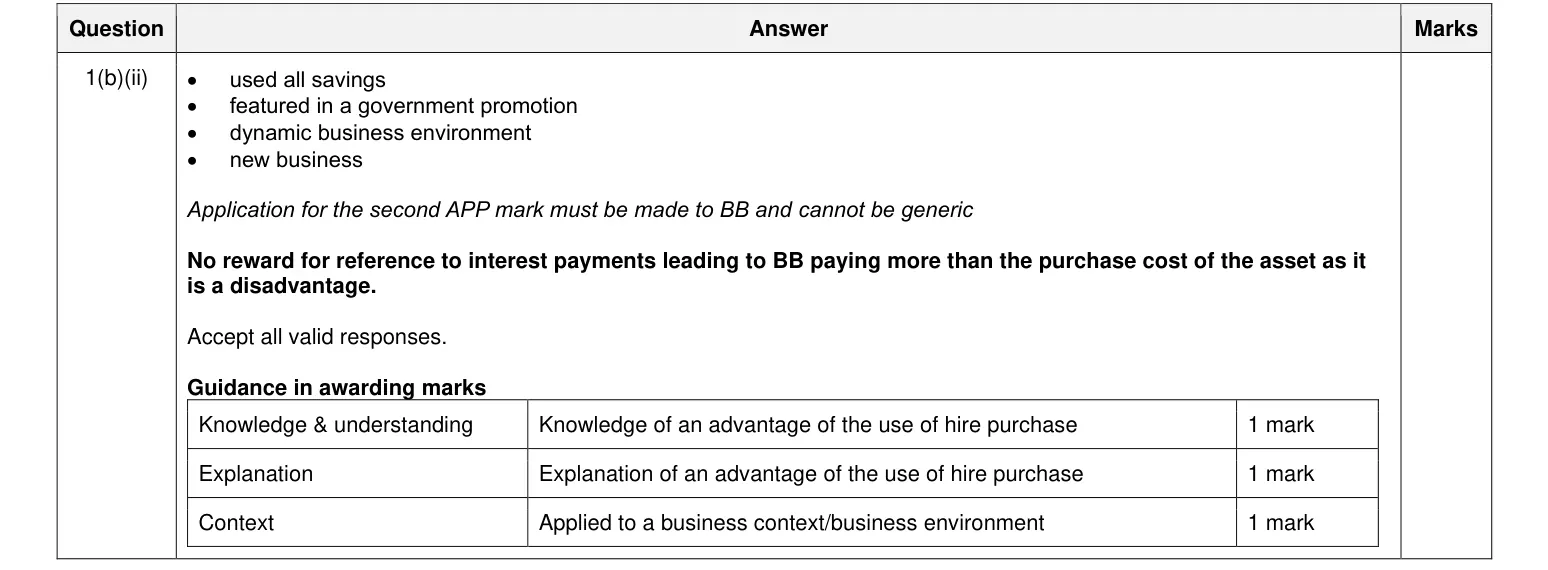 Question Answer Marks
1(b)(ii)
• used all savings
• featured in a government promotion
• dynamic business environment
• new business
Application for the second APP mark must be made to BB and cannot be generic
No reward for reference to interest payments leading to BB paying more than the purchase cost of the asset as it
is a disadvantage.
Accept all valid responses.
Guidance in awarding marks
Knowledge & understanding Knowledge of an advantage of the use of hire purchase 1 mark
Explanation Explanation of an advantage of the use of hire purchase 1 mark
Context Applied to a business context/business environment 1 mark